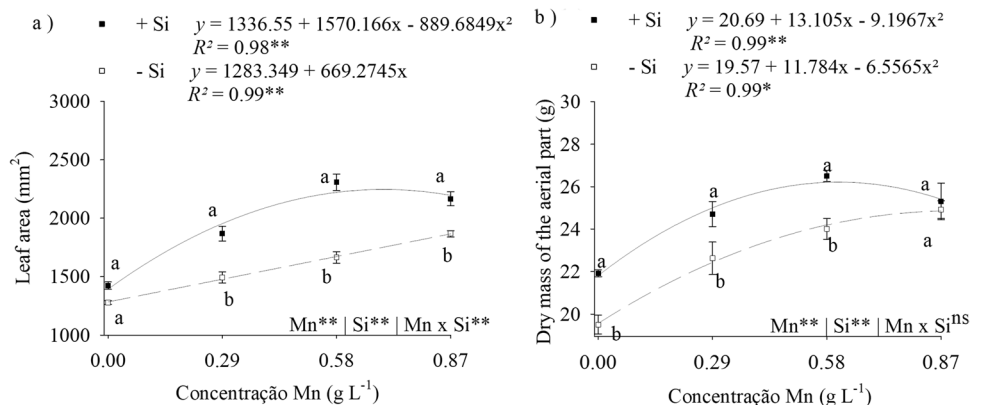 a )
+ Si y = 1336.55 + 1570.166x - 889.6849x²
R² = 0.98**
- Si y = 1283.349 + 669.2745x
R² = 0.99**
Leaf area (mm²)
3000
2500
2000
1500
1000
a
a
a
a
a
b
b
b
Mn** | Si** | Mn x Si**
0.00 0.29 0.58 0.87
Concentração Mn (g L⁻¹)
b )
+ Si y = 20.69 + 13.105x - 9.1967x²
R² = 0.99**
- Si y = 19.57 + 11.784x - 6.5565x²
R² = 0.99*
Dry mass of the aerial part (g)
30
28
26
24
22
20
a
a
a
a
b
b
b
a
Mn** | Si** | Mn x Siⁿˢ
0.00 0.29 0.58 0.87
Concentração Mn (g L⁻¹)